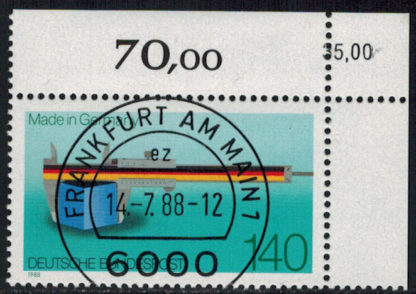 70,00
35,00
Made in Germany
FRANKFURT AM MAIN 1
ez
14.-7.88-12
6000
140
DEUTSCHE BUNDESPOST
1988